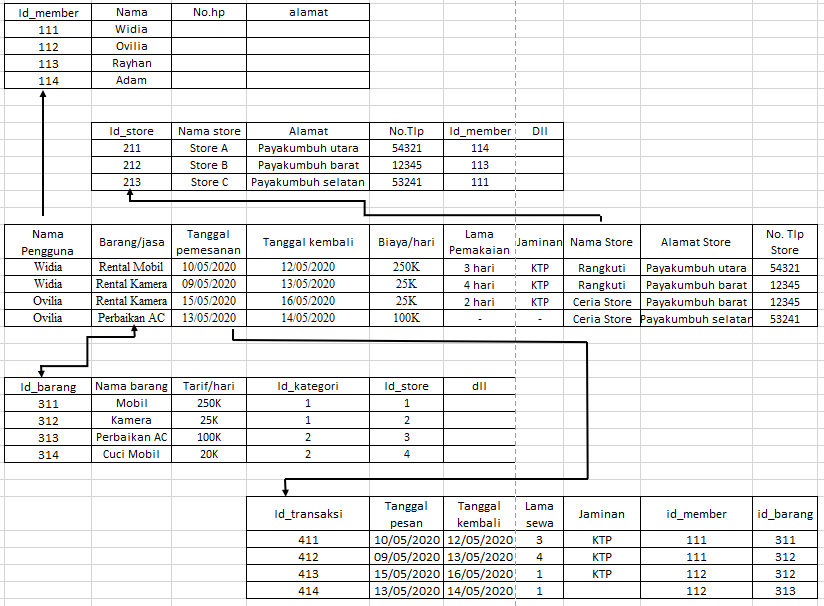 Id_member Nama No.hp alamat
111 Widia
112 Ovilia
113 Rayhan
114 Adam
Id_store Nama store Alamat No.Tlp Id_member Dll
211 Store A Payakumbuh utara 54321 114
212 Store B Payakumbuh barat 12345 113
213 Store C Payakumbuh selatan 53241 111
Nama Pengguna Barang/jasa Tanggal pemesanan Tanggal kembali Biaya/hari Lama Pemakaian Jaminan Nama Store Alamat Store No. Tlp Store
Widia Rental Mobil 10/05/2020 12/05/2020 250K 3 hari KTP Rangkuti Payakumbuh utara 54321
Widia Rental Kamera 09/05/2020 13/05/2020 25K 4 hari KTP Rangkuti Payakumbuh barat 12345
Ovilia Rental Kamera 15/05/2020 16/05/2020 25K 2 hari KTP Ceria Store Payakumbuh barat 12345
Ovilia Perbaikan AC 13/05/2020 14/05/2020 100K - - Ceria Store Payakumbuh selatan 53241
Id_barang Nama barang Tarif/hari Id_kategori Id_store dll
311 Mobil 250K 1 1
312 Kamera 25K 1 2
313 Perbaikan AC 100K 2 3
314 Cuci Mobil 20K 2 4
Id_transaksi Tanggal pesan Tanggal kembali Lama sewa Jaminan id_member id_barang
411 10/05/2020 12/05/2020 3 KTP 111 311
412 09/05/2020 13/05/2020 4 KTP 111 312
413 15/05/2020 16/05/2020 1 KTP 112 312
414 13/05/2020 14/05/2020 1 112 313